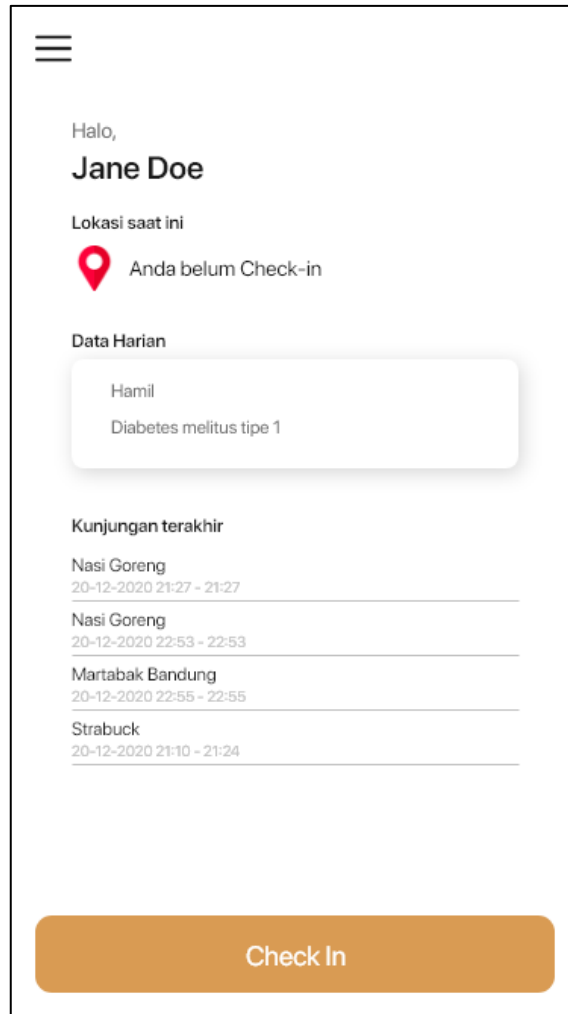 Halo,
Jane Doe
Lokasi saat ini
Anda belum Check-in
Data Harian
Hamil
Diabetes melitus tipe 1
Kunjungan terakhir
Nasi Goreng
20-12-2020 21:27 - 21:27
Nasi Goreng
20-12-2020 22:53 - 22:53
Martabak Bandung
20-12-2020 22:55 - 22:55
Strabuck
20-12-2020 21:10 - 21:24
Check In